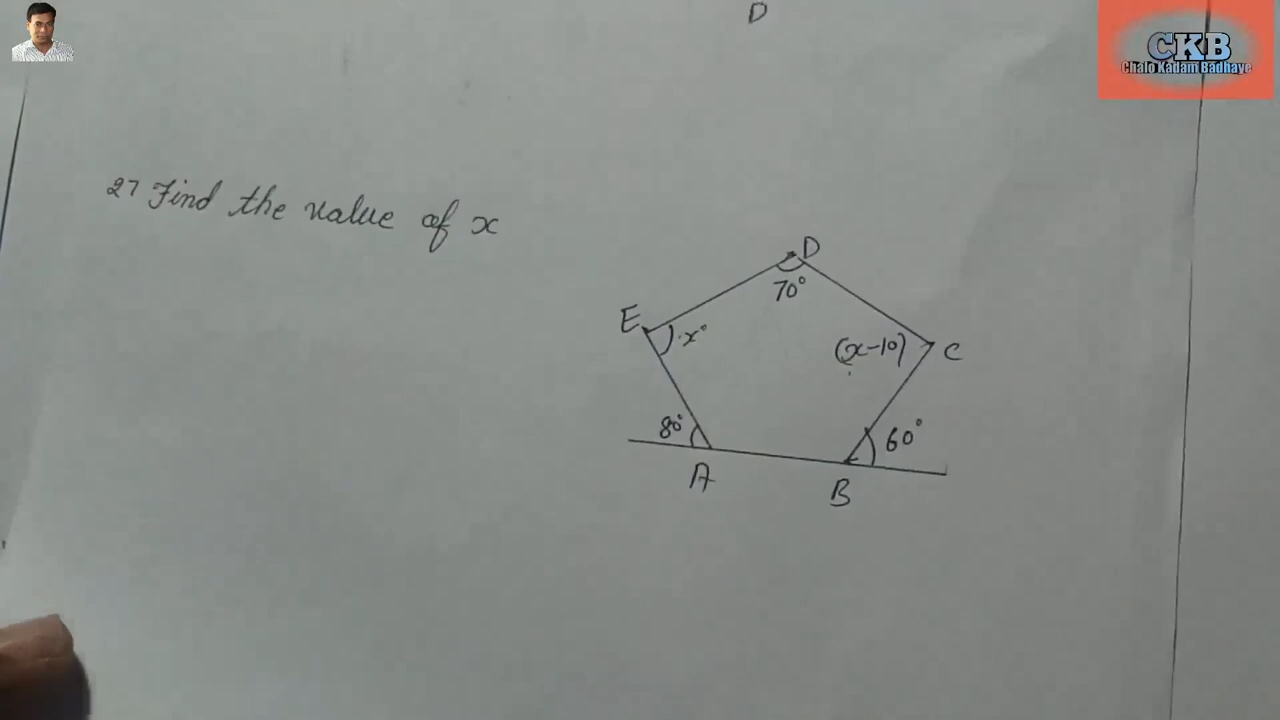 D
CKB
Chalo Kadam Badhaye
27 Find the value of x
D
70°
E
x°
(x-10)
C
80°
60°
A
B